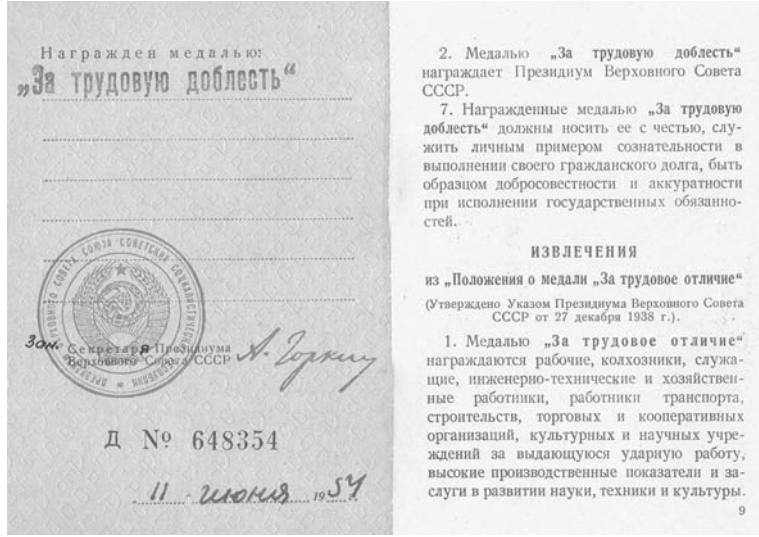 Награжден медалью:
„За трудовую доблесть“
Зам. Секретаря Президиума
Верховного Совета СССР
А. Горкин
Д № 648354
11 июня 1954
2. Медалью „За трудовую доблесть“
награждает Президиум Верховного Совета
СССР.
7. Награжденные медалью „За трудовую
доблесть“ должны носить ее с честью, слу-
жить личным примером сознательности в
выполнении своего гражданского долга, быть
образцом добросовестности и аккуратности
при исполнении государственных обязанно-
стей.
ИЗВЛЕЧЕНИЯ
из „Положения о медали „За трудовое отличие“
(Утверждено Указом Президиума Верховного Совета
СССР от 27 декабря 1938 г.).
1. Медалью „За трудовое отличие“
награждаются рабочие, колхозники, служа-
щие, инженерно-технические и хозяйствен-
ные работники, работники транспорта,
строительств, торговых и кооперативных
организаций, культурных и научных учре-
ждений за выдающуюся ударную работу,
высокие производственные показатели и за-
слуги в развитии науки, техники и культуры.
9